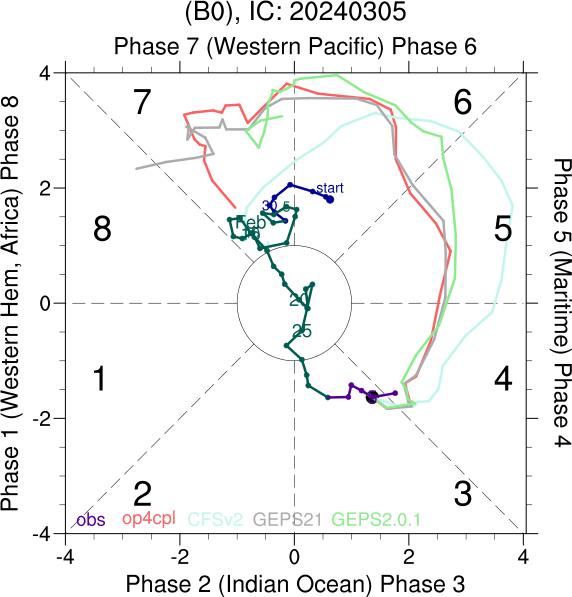 (B0), IC: 20240305
Phase 7 (Western Pacific) Phase 6
Phase 1 (Western Hem, Africa) Phase 8
Phase 5 (Maritime) Phase 4
4
2
0
-2
-4
7
6
8
5
1
4
2
3
start
30
5
Feb
20
25
obs op4cpl CFSv2 GEPS21 GEPS2.0.1
-4 -2 0 2 4
Phase 2 (Indian Ocean) Phase 3